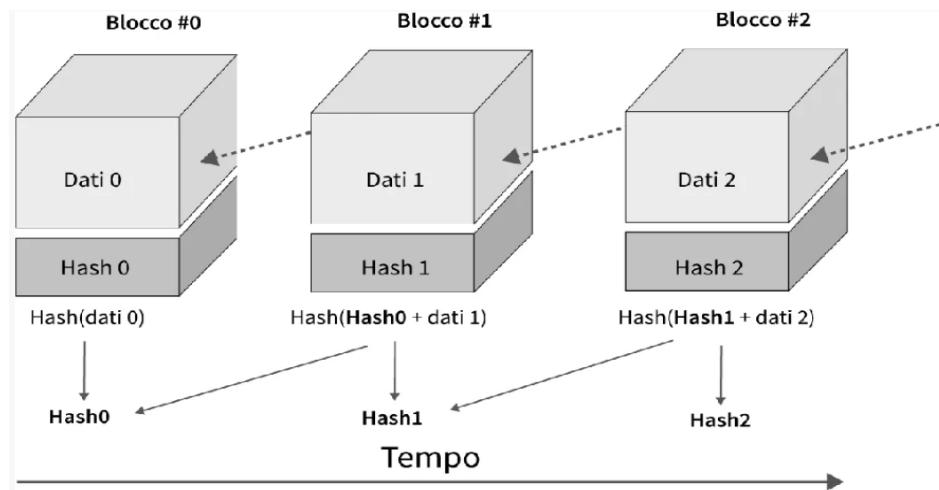 Blocco #0
Blocco #1
Blocco #2
Dati 0
Dati 1
Dati 2
Hash 0
Hash 1
Hash 2
Hash(dati 0)
Hash(Hash0 + dati 1)
Hash(Hash1 + dati 2)
Hash0
Hash1
Hash2
Tempo